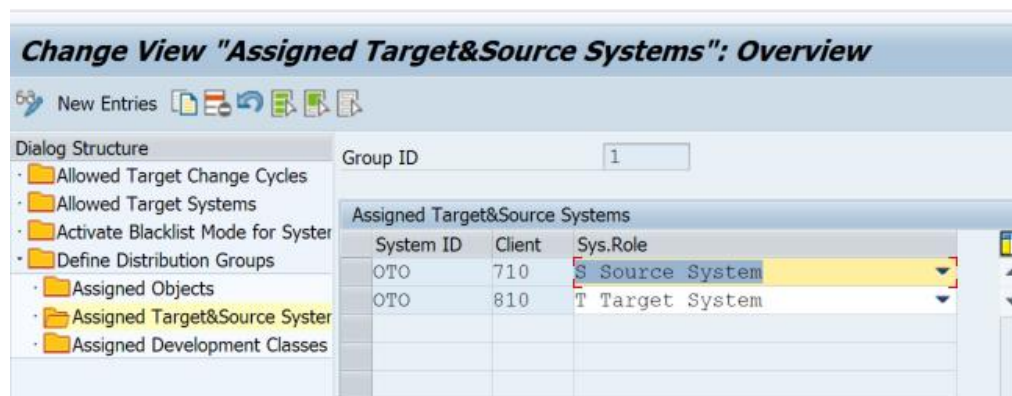 Change View "Assigned Target&Source Systems": Overview
New Entries
Dialog Structure
Allowed Target Change Cycles
Allowed Target Systems
Activate Blacklist Mode for Syster
Define Distribution Groups
Assigned Objects
Assigned Target&Source Syster
Assigned Development Classes
Group ID 1
Assigned Target&Source Systems
System ID Client Sys.Role
OTO 710 S Source System
OTO 810 T Target System